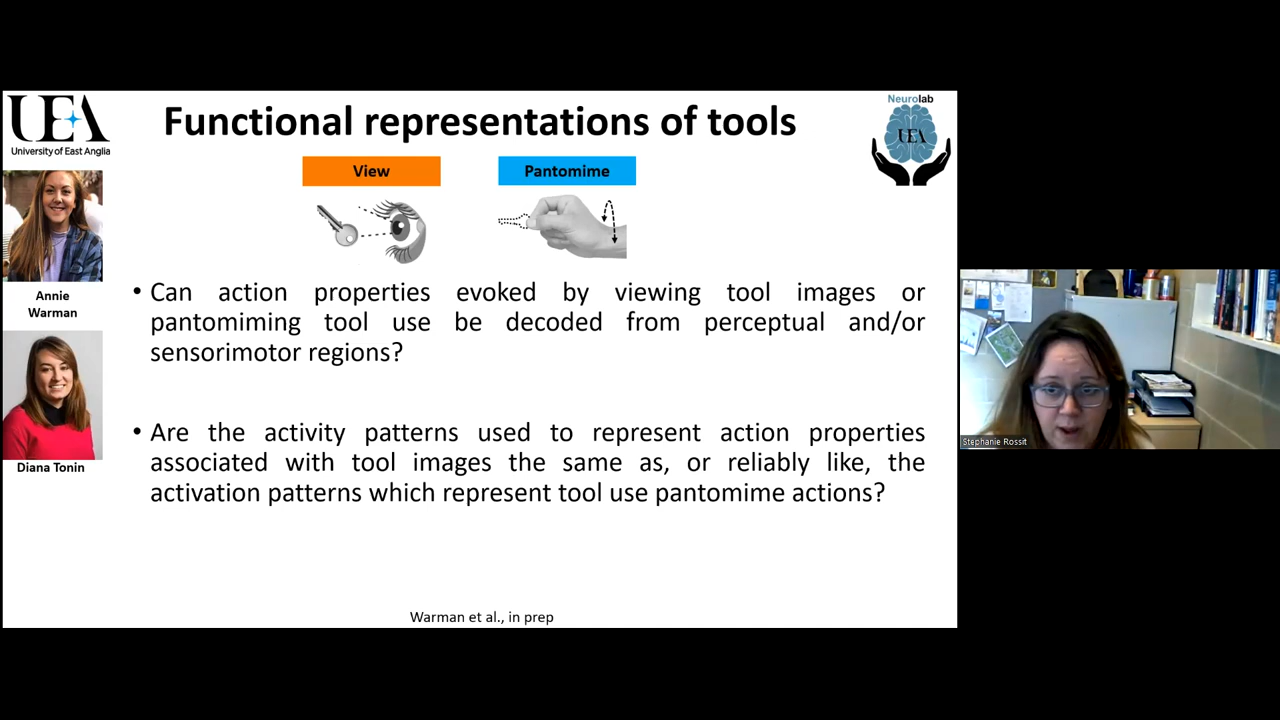 UEA
University of East Anglia
Functional representations of tools
Neurolab
UEA
View
Pantomime
Annie
Warman
Diana Tonin
• Can action properties evoked by viewing tool images or
pantomiming tool use be decoded from perceptual and/or
sensorimotor regions?
• Are the activity patterns used to represent action properties
associated with tool images the same as, or reliably like, the
activation patterns which represent tool use pantomime actions?
Warman et al., in prep
Stephanie Rossit